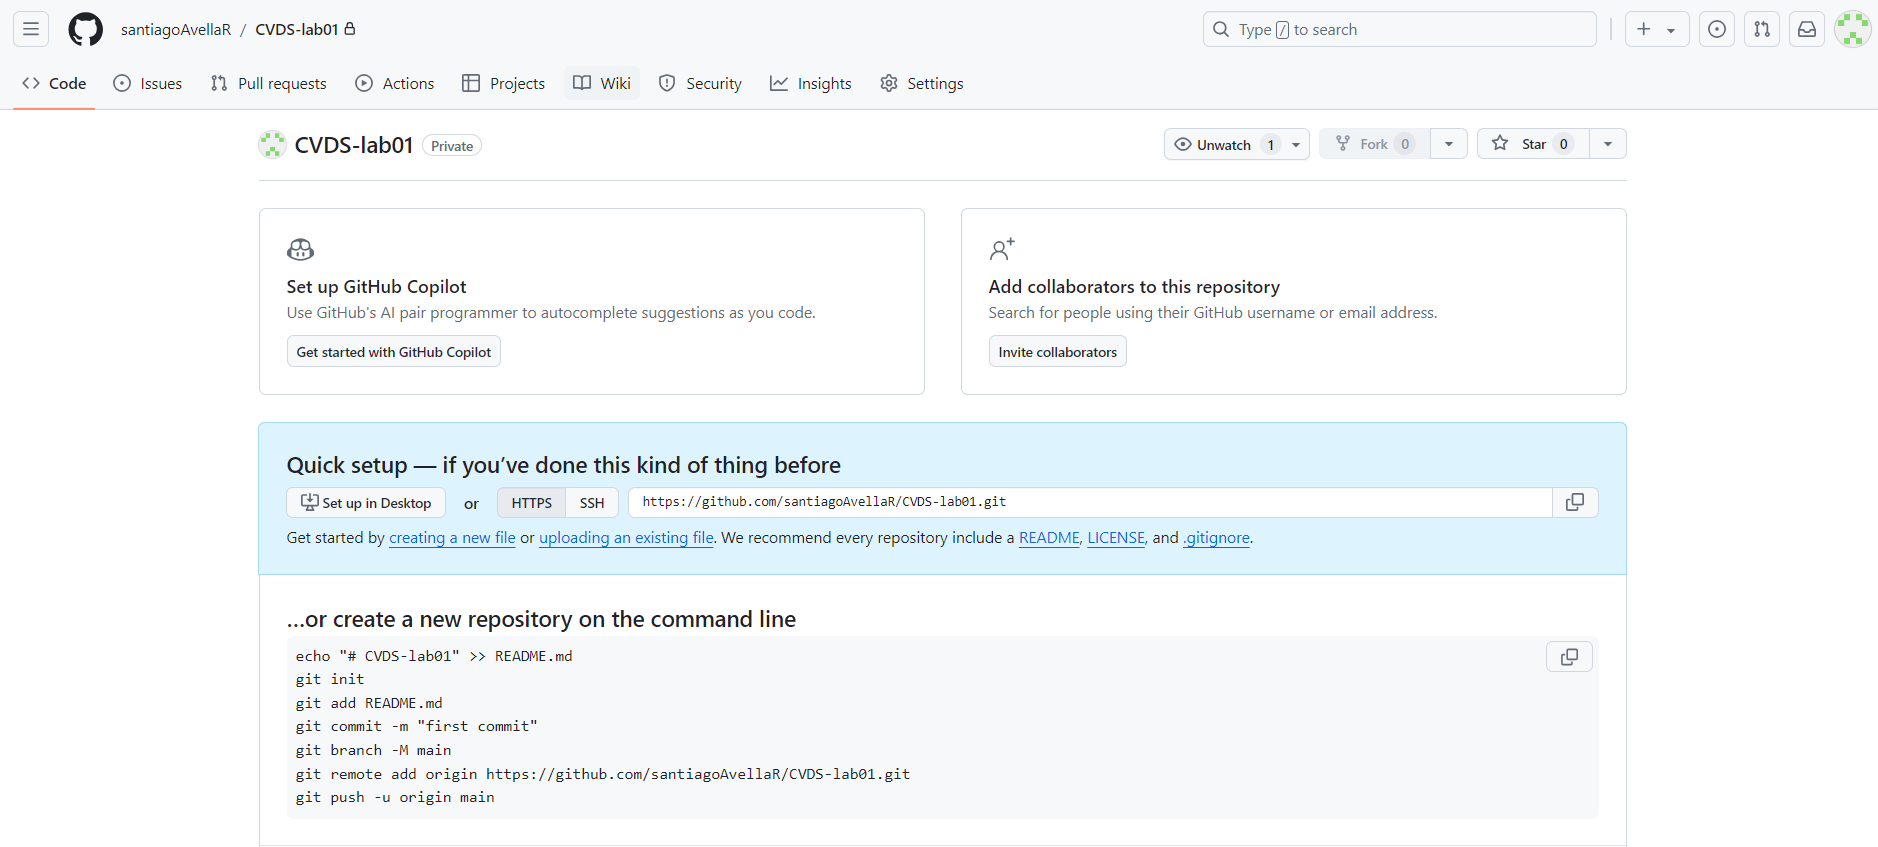 santiagoAvellaR / CVDS-lab01
Type / to search
Code Issues Pull requests Actions Projects Wiki Security Insights Settings
CVDS-lab01 Private
Unwatch 1 Fork 0 Star 0
Set up GitHub Copilot
Use GitHub's AI pair programmer to autocomplete suggestions as you code.
Get started with GitHub Copilot
Add collaborators to this repository
Search for people using their GitHub username or email address.
Invite collaborators
Quick setup — if you’ve done this kind of thing before
Set up in Desktop or HTTPS SSH https://github.com/santiagoAvellaR/CVDS-lab01.git
Get started by creating a new file or uploading an existing file. We recommend every repository include a README, LICENSE, and .gitignore.
…or create a new repository on the command line
echo "# CVDS-lab01" >> README.md
git init
git add README.md
git commit -m "first commit"
git branch -M main
git remote add origin https://github.com/santiagoAvellaR/CVDS-lab01.git
git push -u origin main